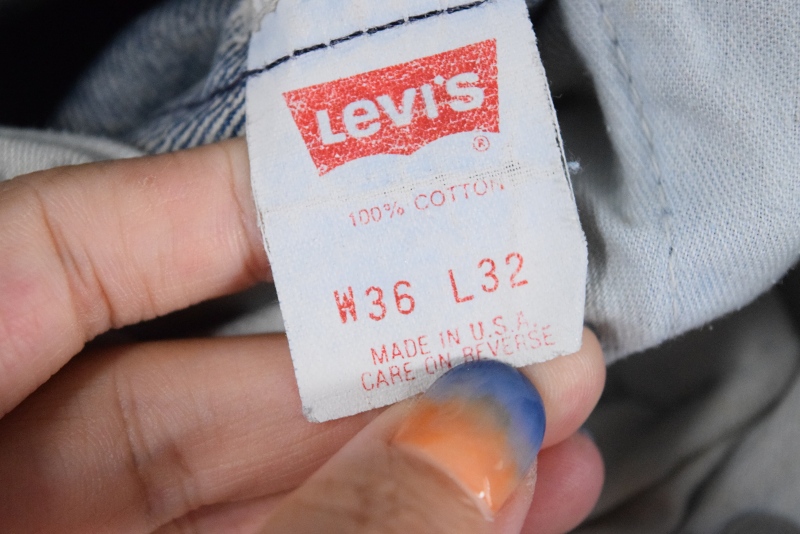 Levi's
®
100% COTTON
W36 L32
MADE IN U.S.A.
CARE ON REVERSE